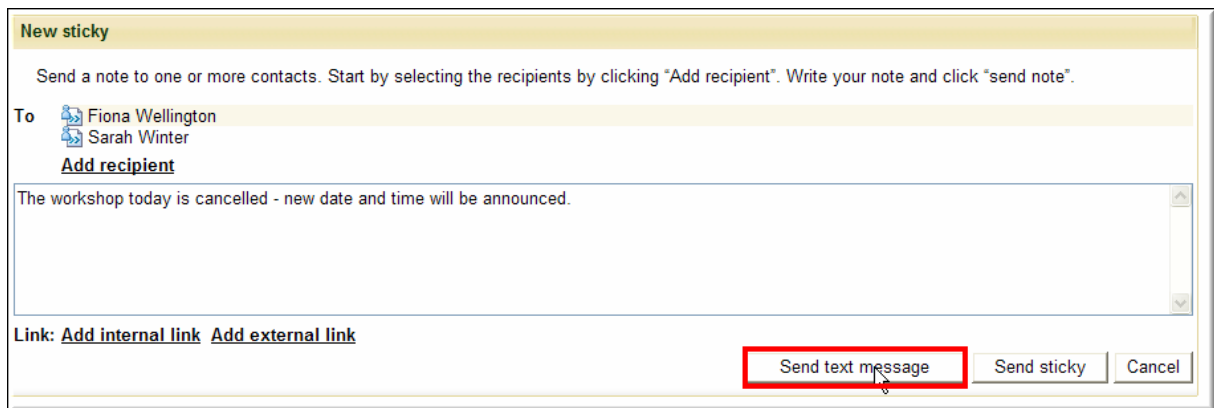 New sticky
Send a note to one or more contacts. Start by selecting the recipients by clicking “Add recipient”. Write your note and click “send note”.
To Fiona Wellington
Sarah Winter
Add recipient
The workshop today is cancelled - new date and time will be announced.
Link: Add internal link Add external link
Send text message Send sticky Cancel